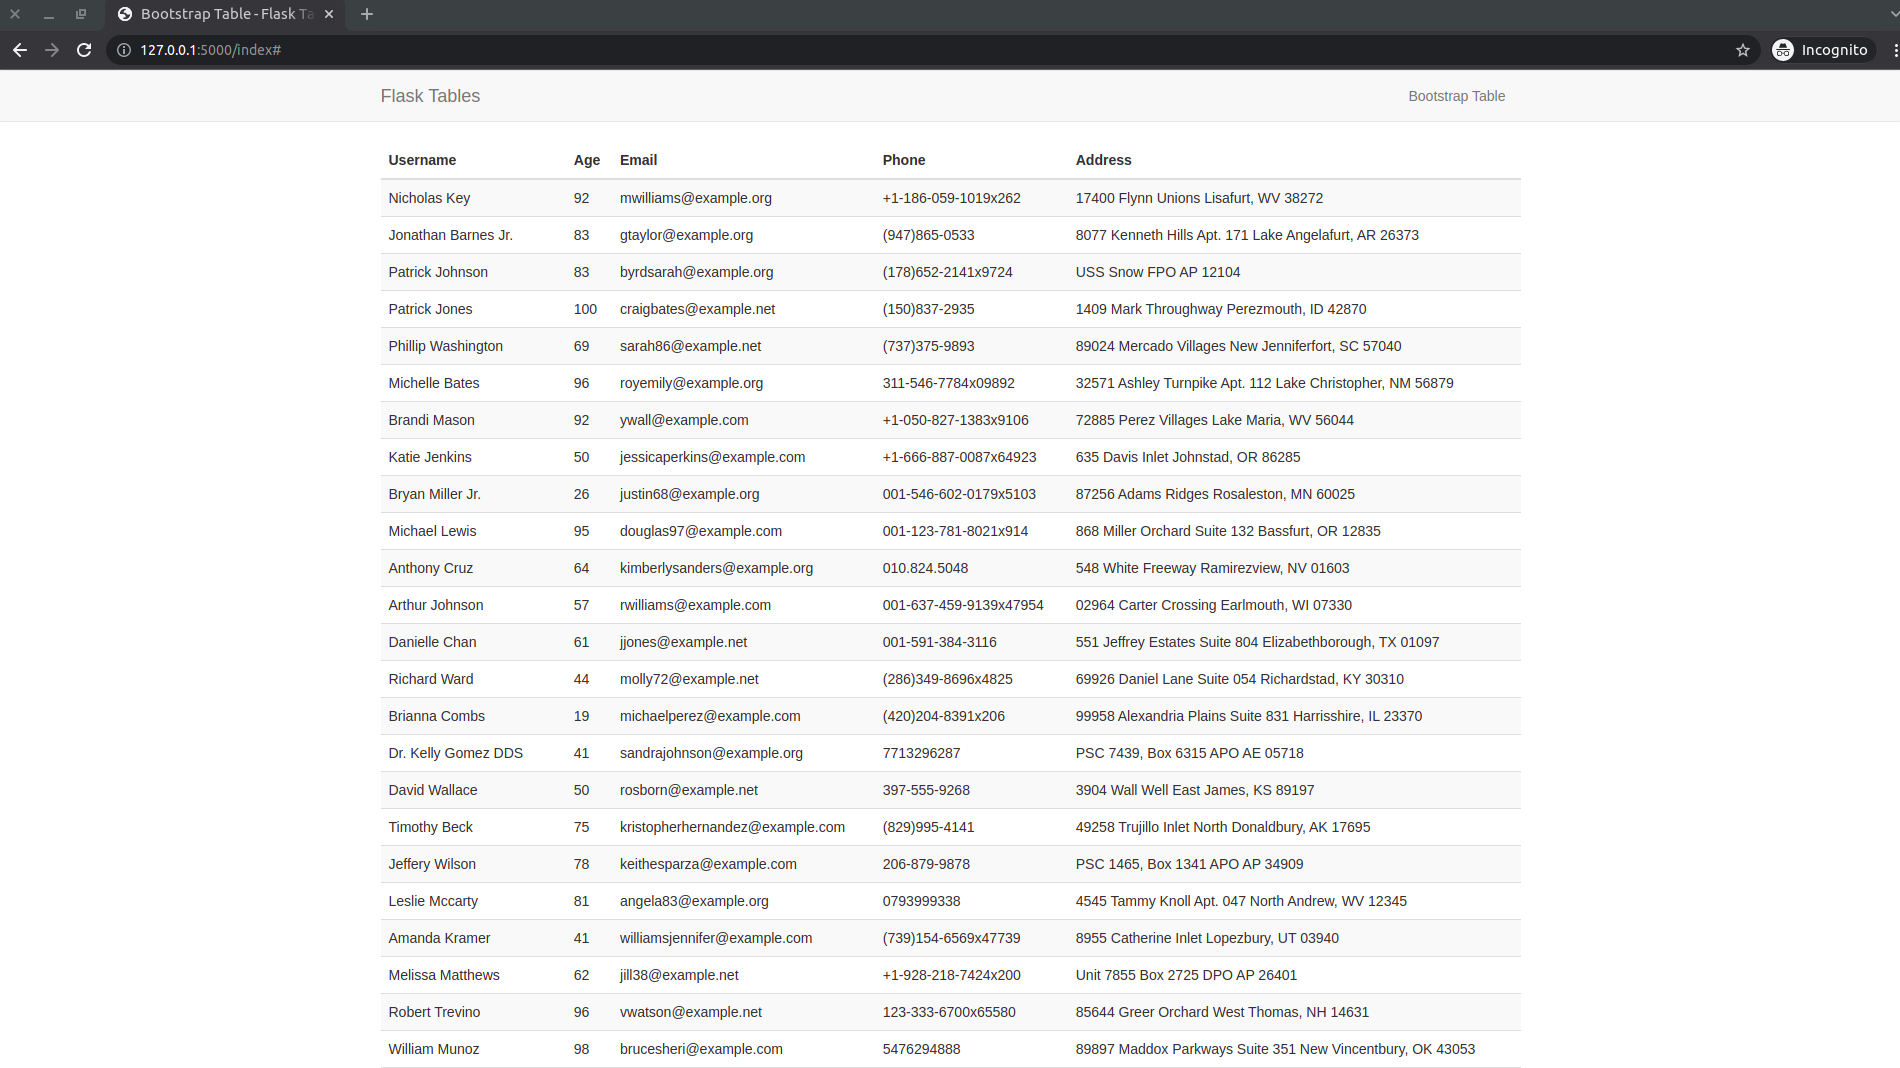 Bootstrap Table - Flask Ta
127.0.0.1:5000/index#
Incognito
Flask Tables
Bootstrap Table
Username Age Email Phone Address
Nicholas Key 92 mwilliams@example.org +1-186-059-1019x262 17400 Flynn Unions Lisafurt, WV 38272
Jonathan Barnes Jr. 83 gtaylor@example.org (947)865-0533 8077 Kenneth Hills Apt. 171 Lake Angelafurt, AR 26373
Patrick Johnson 83 byrdsarah@example.org (178)652-2141x9724 USS Snow FPO AP 12104
Patrick Jones 100 craigbates@example.net (150)837-2935 1409 Mark Throughway Perezmouth, ID 42870
Phillip Washington 69 sarah86@example.net (737)375-9893 89024 Mercado Villages New Jenniferfort, SC 57040
Michelle Bates 96 royemily@example.org 311-546-7784x09892 32571 Ashley Turnpike Apt. 112 Lake Christopher, NM 56879
Brandi Mason 92 ywall@example.com +1-050-827-1383x9106 72885 Perez Villages Lake Maria, WV 56044
Katie Jenkins 50 jessicaperkins@example.com +1-666-887-0087x64923 635 Davis Inlet Johnstad, OR 86285
Bryan Miller Jr. 26 justin68@example.org 001-546-602-0179x5103 87256 Adams Ridges Rosaleston, MN 60025
Michael Lewis 95 douglas97@example.com 001-123-781-8021x914 868 Miller Orchard Suite 132 Bassfurt, OR 12835
Anthony Cruz 64 kimberlysanders@example.org 010.824.5048 548 White Freeway Ramirezview, NV 01603
Arthur Johnson 57 rwilliams@example.com 001-637-459-9139x47954 02964 Carter Crossing Earlmouth, WI 07330
Danielle Chan 61 jjones@example.net 001-591-384-3116 551 Jeffrey Estates Suite 804 Elizabethborough, TX 01097
Richard Ward 44 molly72@example.net (286)349-8696x4825 69926 Daniel Lane Suite 054 Richardstad, KY 30310
Brianna Combs 19 michaelperez@example.com (420)204-8391x206 99958 Alexandria Plains Suite 831 Harrisshire, IL 23370
Dr. Kelly Gomez DDS 41 sandrajohnson@example.org 7713296287 PSC 7439, Box 6315 APO AE 05718
David Wallace 50 rosborn@example.net 397-555-9268 3904 Wall Well East James, KS 89197
Timothy Beck 75 kristopherhernandez@example.com (829)995-4141 49258 Trujillo Inlet North Donaldbury, AK 17695
Jeffery Wilson 78 keithesparza@example.com 206-879-9878 PSC 1465, Box 1341 APO AP 34909
Leslie Mccarty 81 angela83@example.org 0793999338 4545 Tammy Knoll Apt. 047 North Andrew, WV 12345
Amanda Kramer 41 williamsjennifer@example.com (739)154-6569x47739 8955 Catherine Inlet Lopezbury, UT 03940
Melissa Matthews 62 jill38@example.net +1-928-218-7424x200 Unit 7855 Box 2725 DPO AP 26401
Robert Trevino 96 vwatson@example.net 123-333-6700x65580 85644 Greer Orchard West Thomas, NH 14631
William Munoz 98 brucesheri@example.com 5476294888 89897 Maddox Parkways Suite 351 New Vincentbury, OK 43053